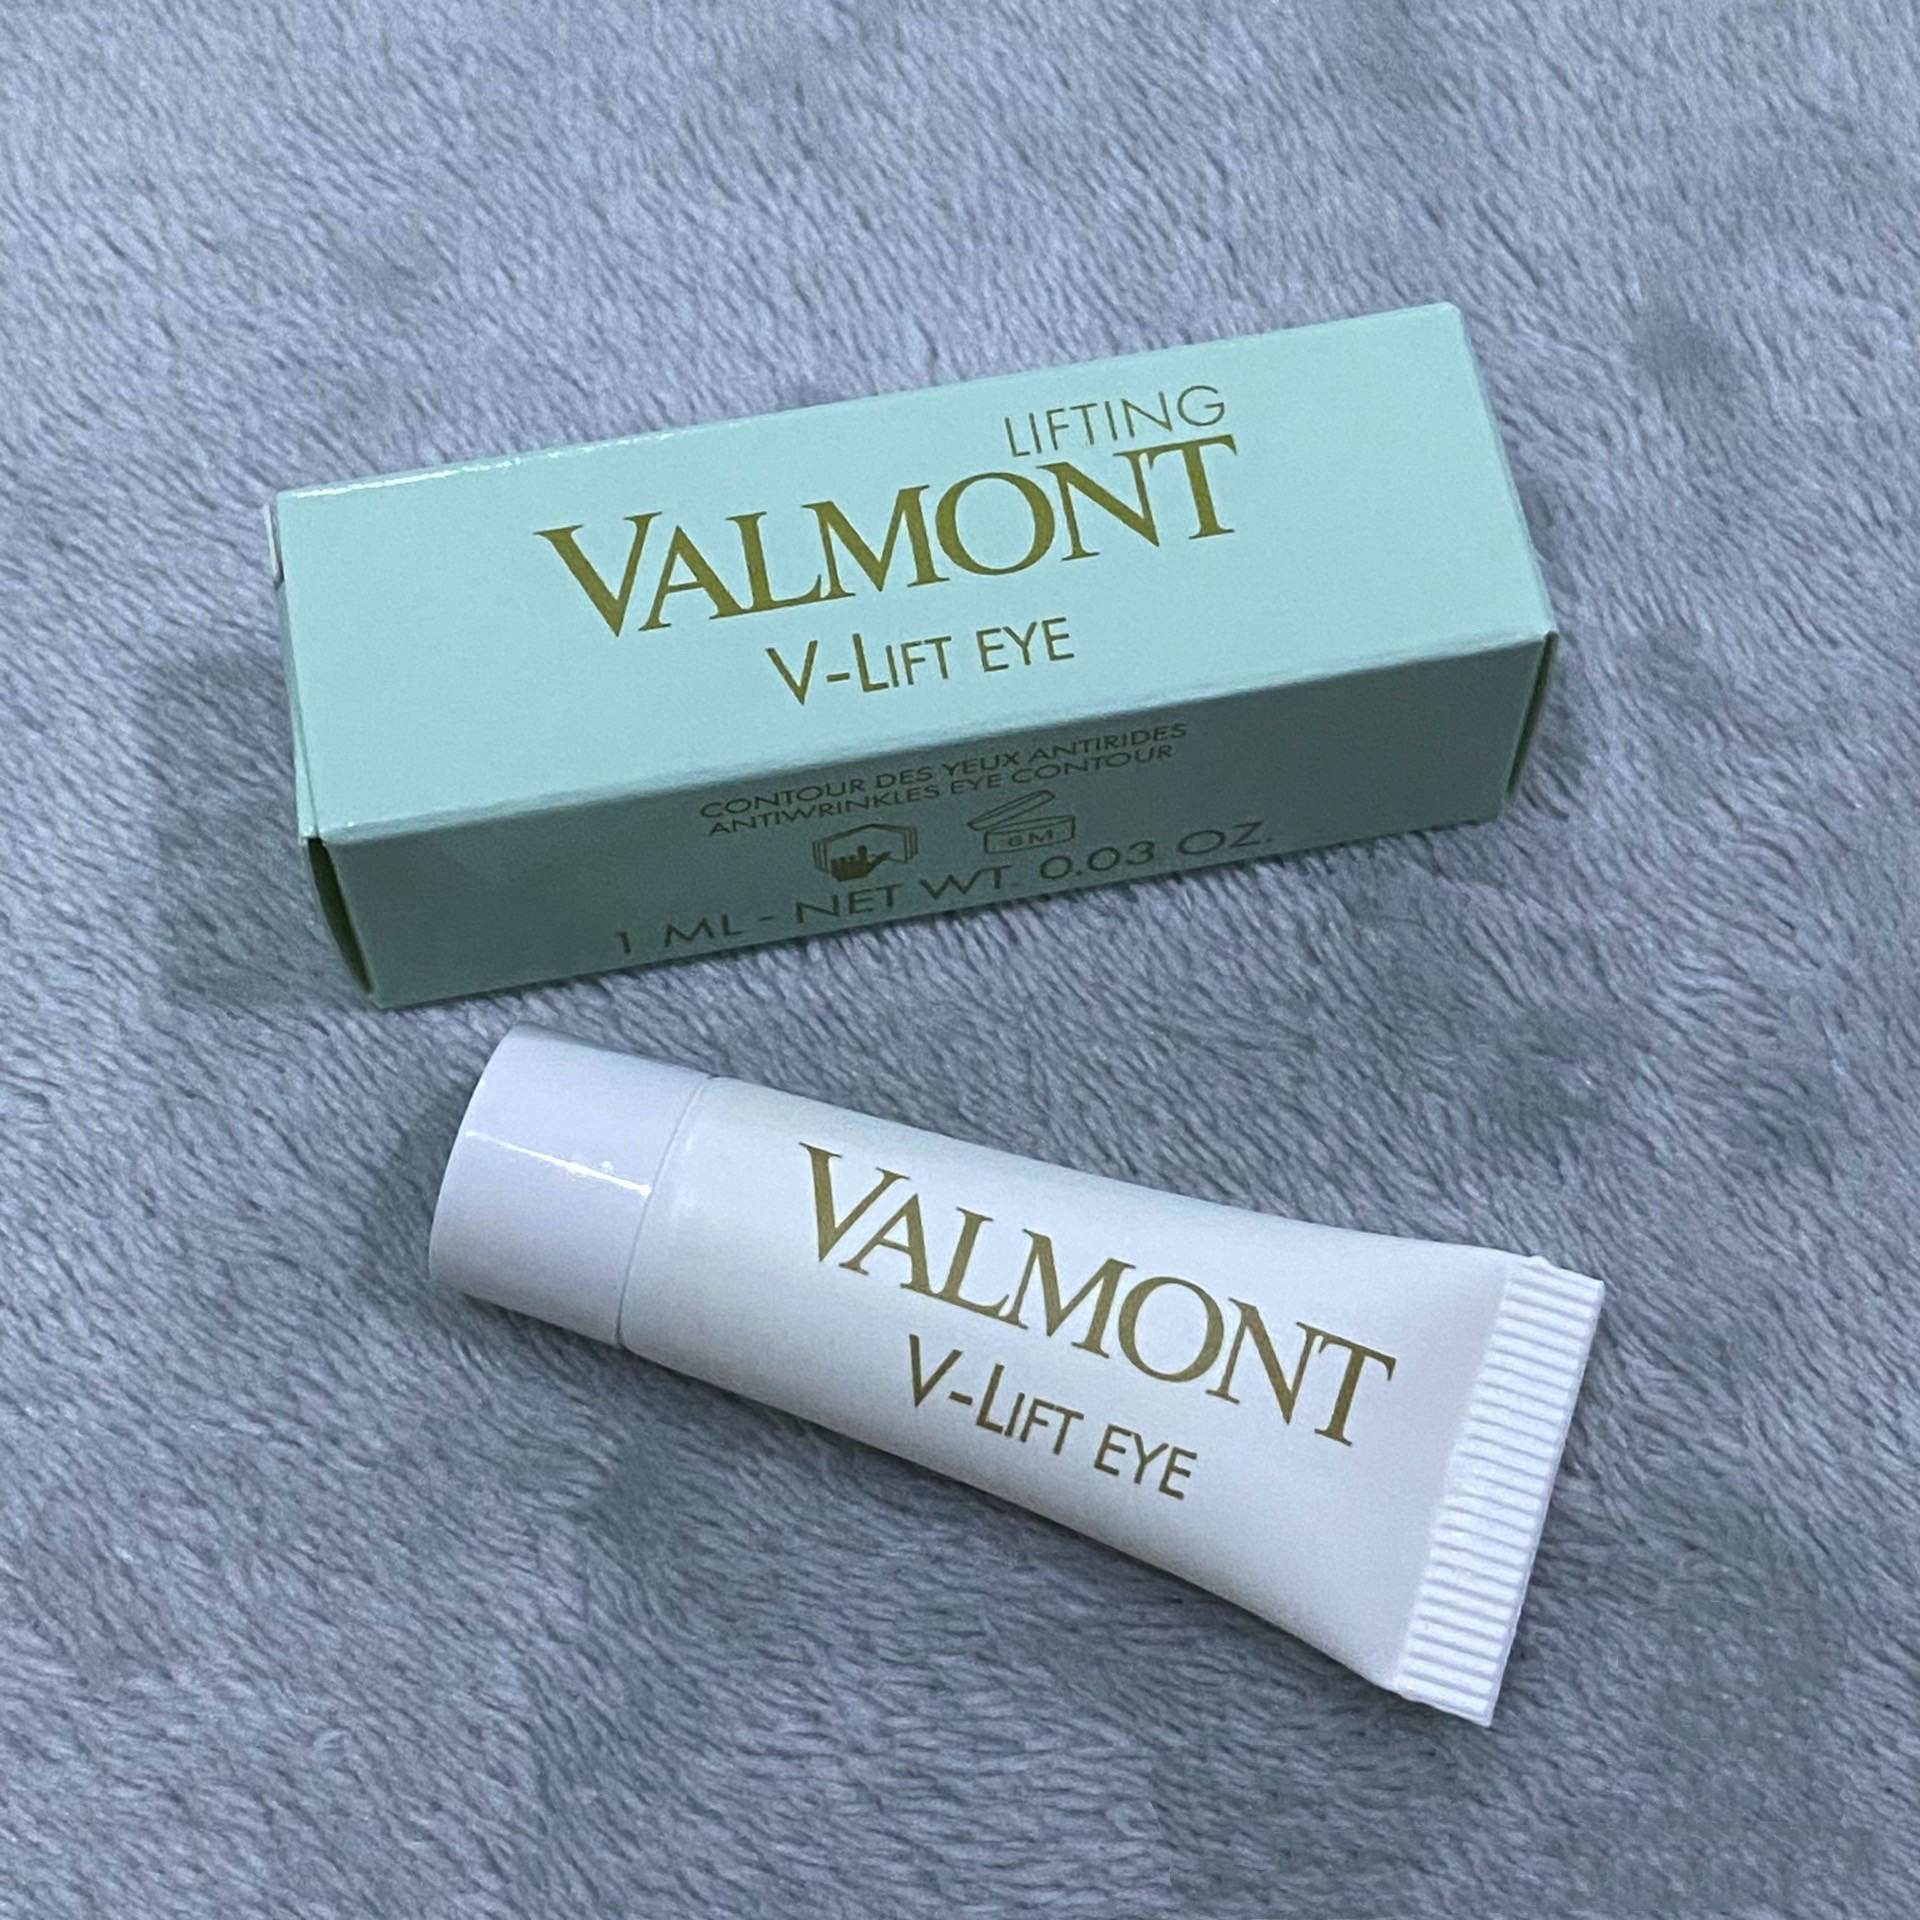 LIFTING
VALMONT
V-LIFT EYE
CONTOUR DES YEUX ANTIRIDES
ANTIWRINKLES EYE CONTOUR
6M
1 ML - NET WT. 0.03 OZ.
VALMONT
V-LIFT EYE